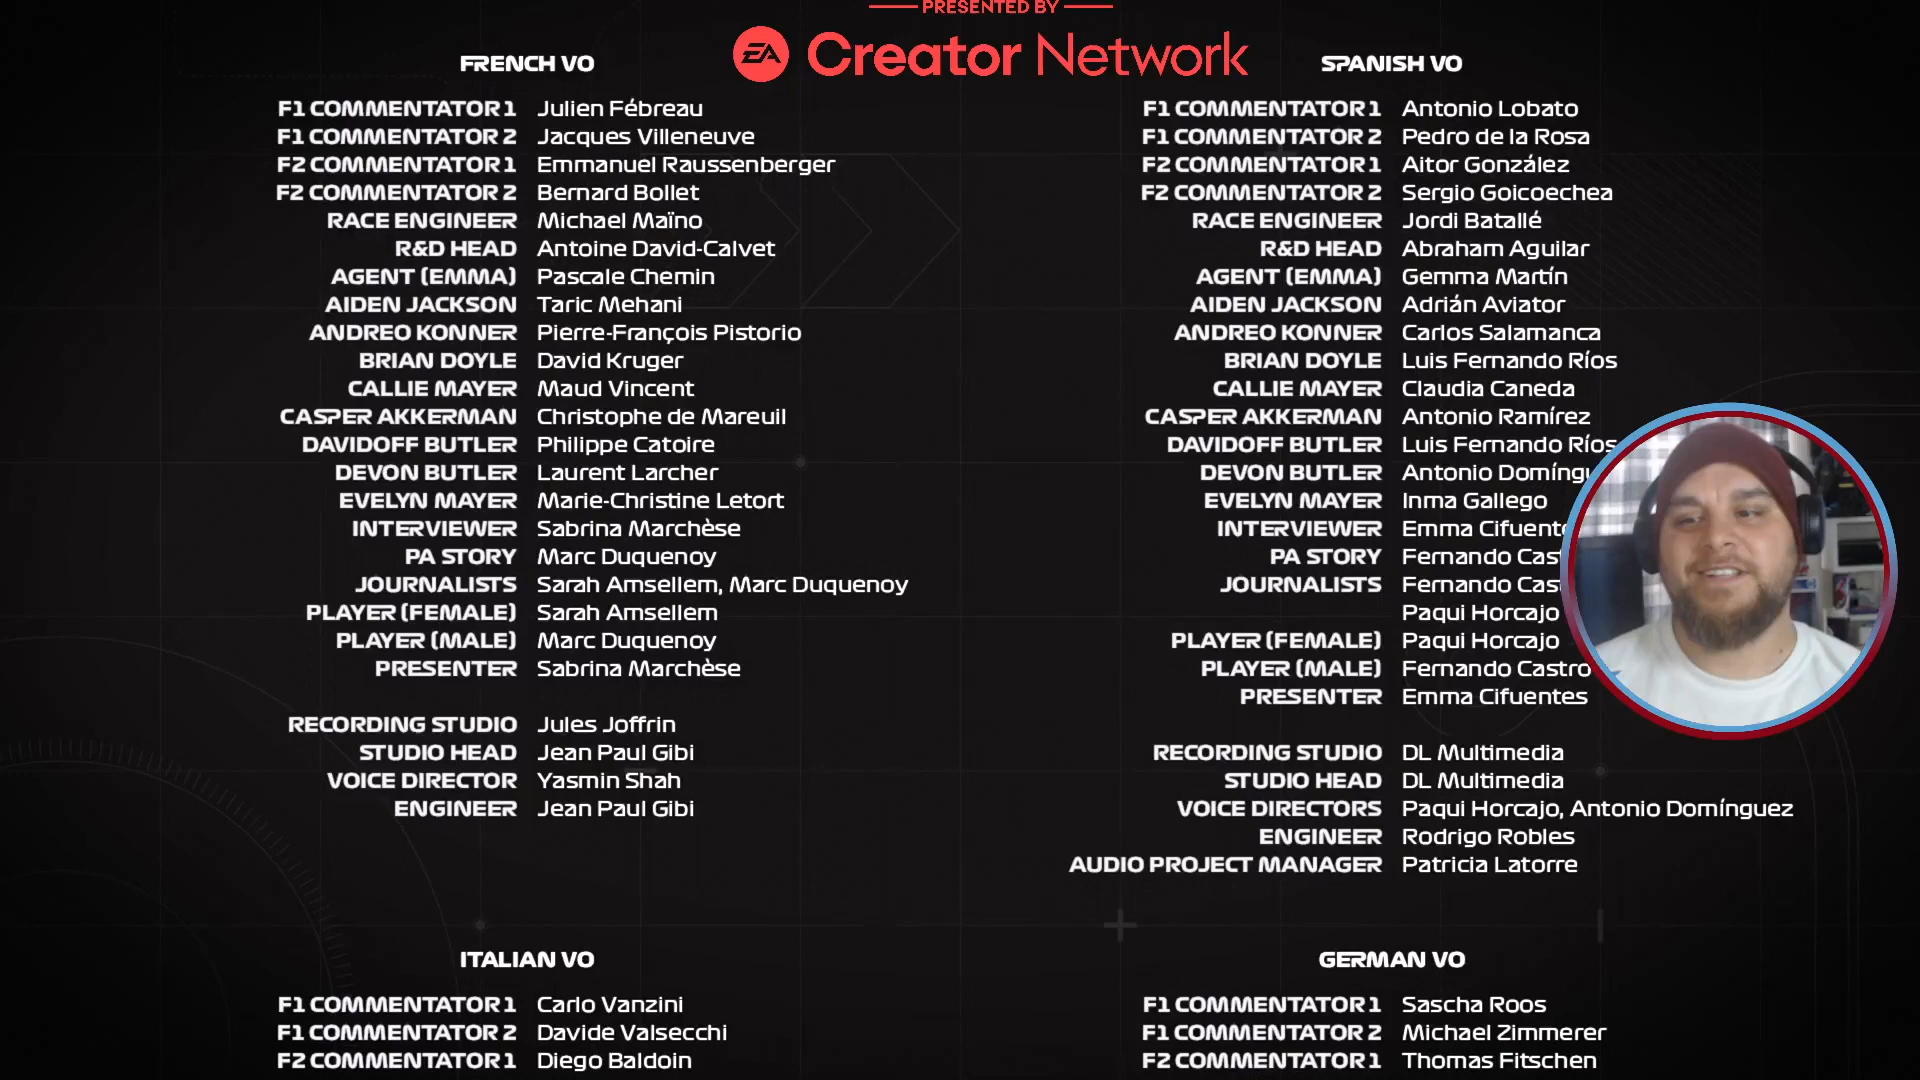 PRESENTED BY
EA Creator Network
FRENCH VO
F1 COMMENTATOR 1 Julien Fébreau
F1 COMMENTATOR 2 Jacques Villeneuve
F2 COMMENTATOR 1 Emmanuel Raussenberger
F2 COMMENTATOR 2 Bernard Bollet
RACE ENGINEER Michael Maïno
R&D HEAD Antoine David-Calvet
AGENT (EMMA) Pascale Chemin
AIDEN JACKSON Taric Mehani
ANDREO KONNER Pierre-François Pistorio
BRIAN DOYLE David Kruger
CALLIE MAYER Maud Vincent
CASPER AKKERMAN Christophe de Mareuil
DAVIDOFF BUTLER Philippe Catoire
DEVON BUTLER Laurent Larcher
EVELYN MAYER Marie-Christine Letort
INTERVIEWER Sabrina Marchèse
PA STORY Marc Duquenoy
JOURNALISTS Sarah Amsellem, Marc Duquenoy
PLAYER (FEMALE) Sarah Amsellem
PLAYER (MALE) Marc Duquenoy
PRESENTER Sabrina Marchèse
RECORDING STUDIO Jules Joffrin
STUDIO HEAD Jean Paul Gibi
VOICE DIRECTOR Yasmin Shah
ENGINEER Jean Paul Gibi
SPANISH VO
F1 COMMENTATOR 1 Antonio Lobato
F1 COMMENTATOR 2 Pedro de la Rosa
F2 COMMENTATOR 1 Aitor González
F2 COMMENTATOR 2 Sergio Goicoechea
RACE ENGINEER Jordi Batallé
R&D HEAD Abraham Aguilar
AGENT (EMMA) Gemma Martín
AIDEN JACKSON Adrián Aviator
ANDREO KONNER Carlos Salamanca
BRIAN DOYLE Luis Fernando Ríos
CALLIE MAYER Claudia Caneda
CASPER AKKERMAN Antonio Ramírez
DAVIDOFF BUTLER Luis Fernando Ríos
DEVON BUTLER Antonio
EVELYN MAYER Inma Gallego
INTERVIEWER Emma
PA STORY Fernando
JOURNALISTS Fernando
Paqui Horcajo
PLAYER (FEMALE) Paqui Horcajo
PLAYER (MALE) Fernando Castro
PRESENTER Emma Cifuentes
RECORDING STUDIO DL Multimedia
STUDIO HEAD DL Multimedia
VOICE DIRECTORS Paqui Horcajo, Antonio Domínguez
ENGINEER Rodrigo Robles
AUDIO PROJECT MANAGER Patricia Latorre
ITALIAN VO
F1 COMMENTATOR 1 Carlo Vanzini
F1 COMMENTATOR 2 Davide Valsecchi
F2 COMMENTATOR 1 Diego Baldoin
GERMAN VO
F1 COMMENTATOR 1 Sascha Roos
F1 COMMENTATOR 2 Michael Zimmerer
F2 COMMENTATOR 1 Thomas Fitschen